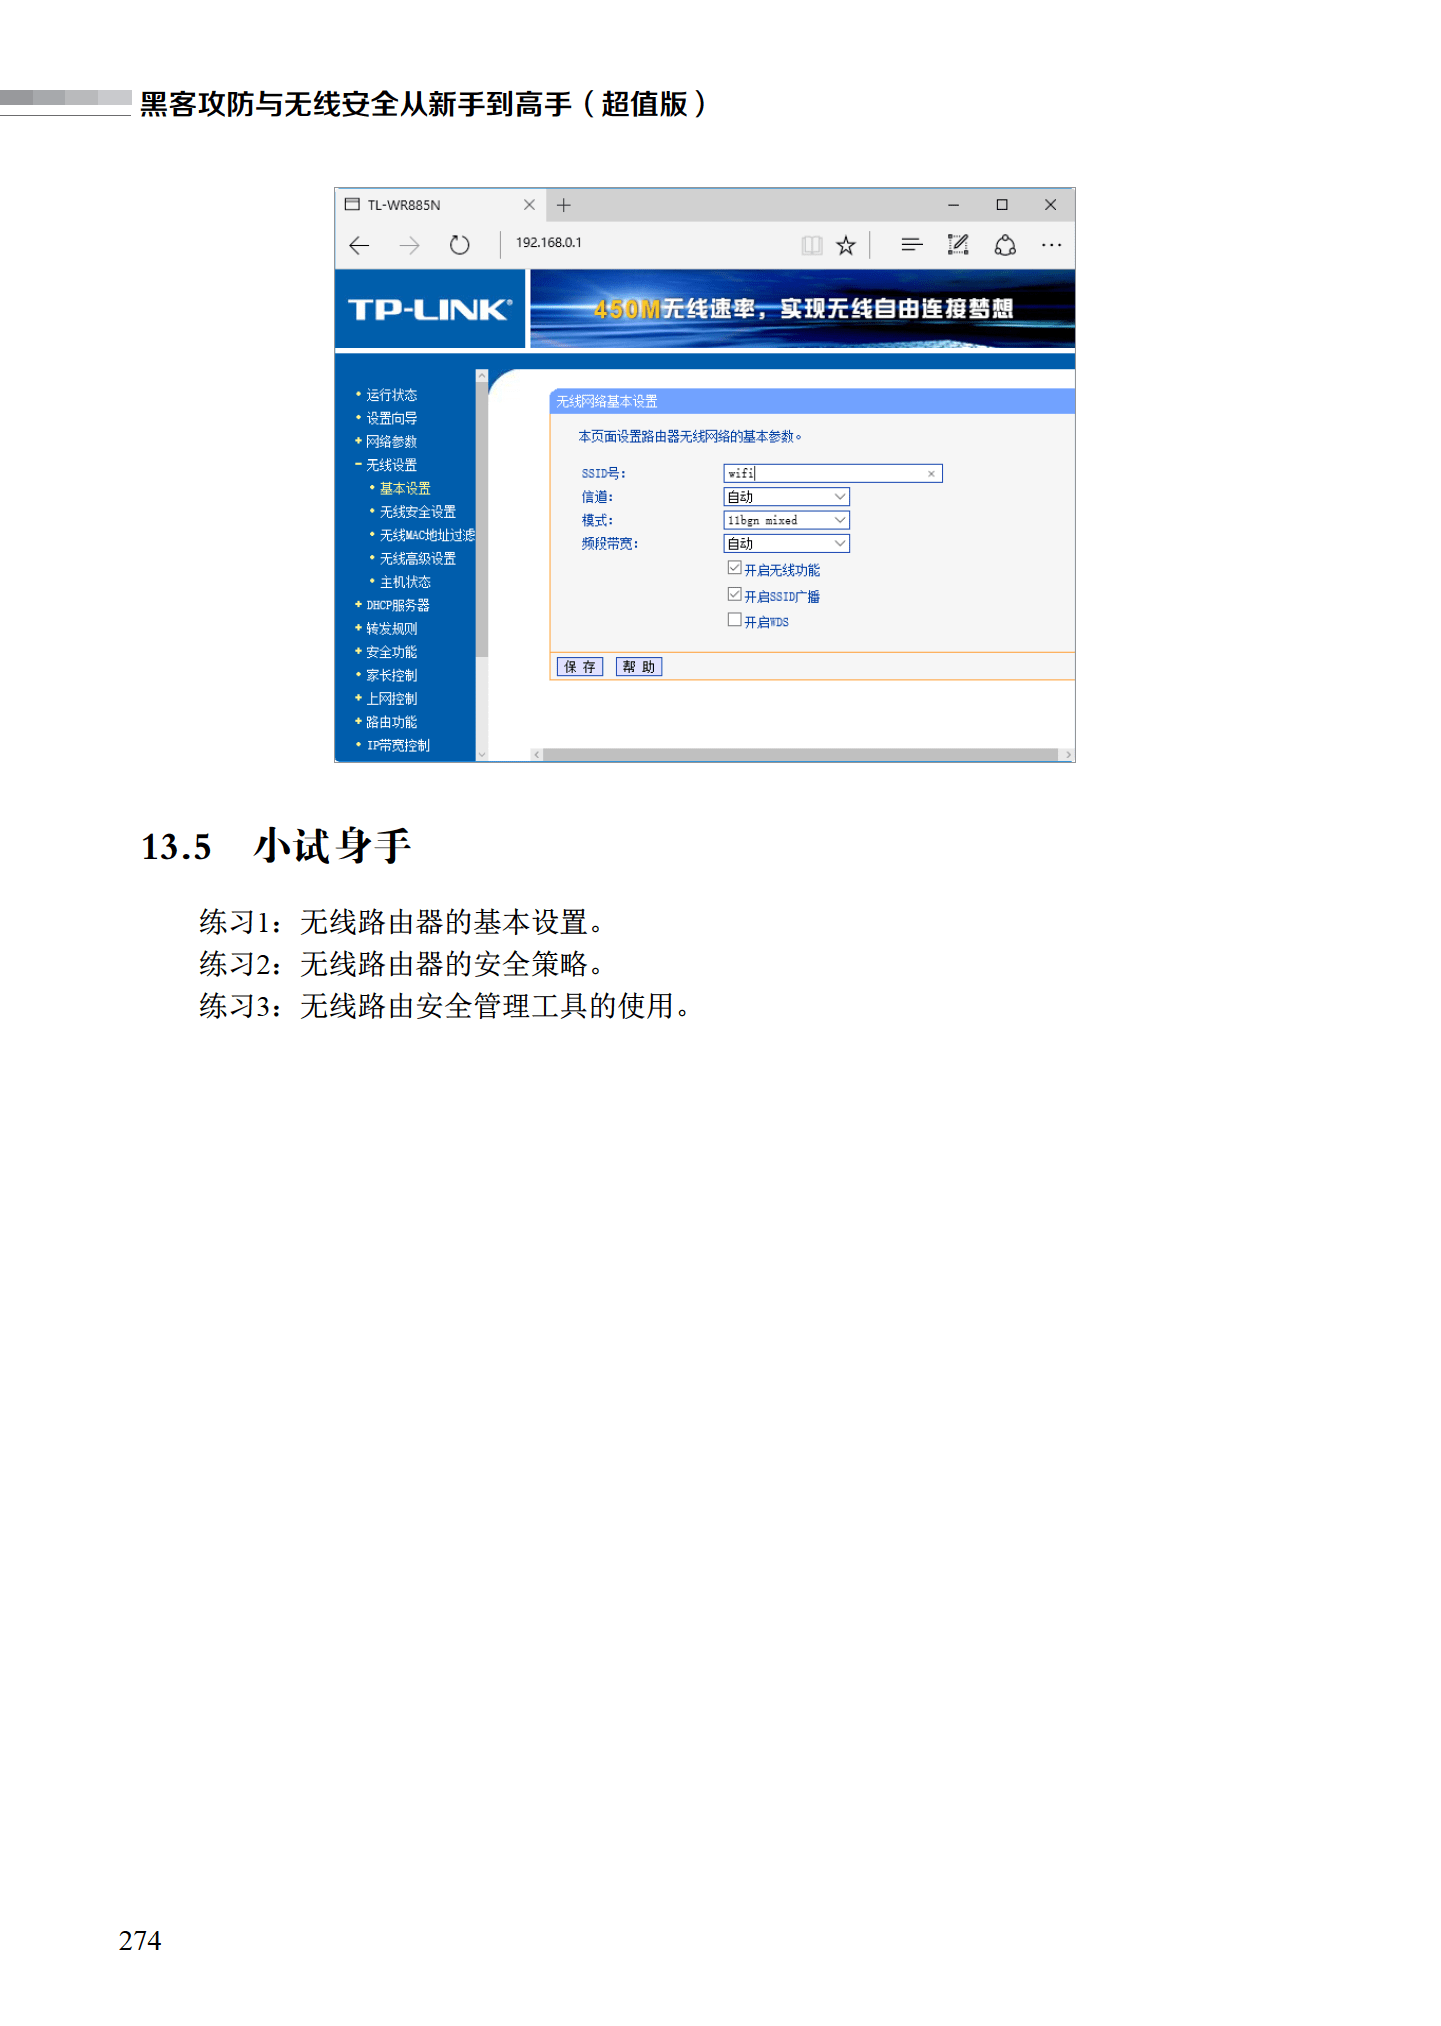 黑客攻防与无线安全从新手到高手（超值版）
TL-WR885N
192.168.0.1
TP-LINK®
450M无线速率，实现无线自由连接梦想
运行状态
设置向导
网络参数
无线设置
基本设置
无线安全设置
无线MAC地址过滤
无线高级设置
主机状态
DHCP服务器
转发规则
安全功能
家长控制
上网控制
路由功能
IP带宽控制
无线网络基本设置
本页面设置路由器无线网络的基本参数。
SSID号： wifi
信道： 自动
模式： 11bgn mixed
频段带宽： 自动
开启无线功能
开启SSID广播
开启WDS
保 存 帮 助
13.5 小试身手
练习1：无线路由器的基本设置。
练习2：无线路由器的安全策略。
练习3：无线路由安全管理工具的使用。
274